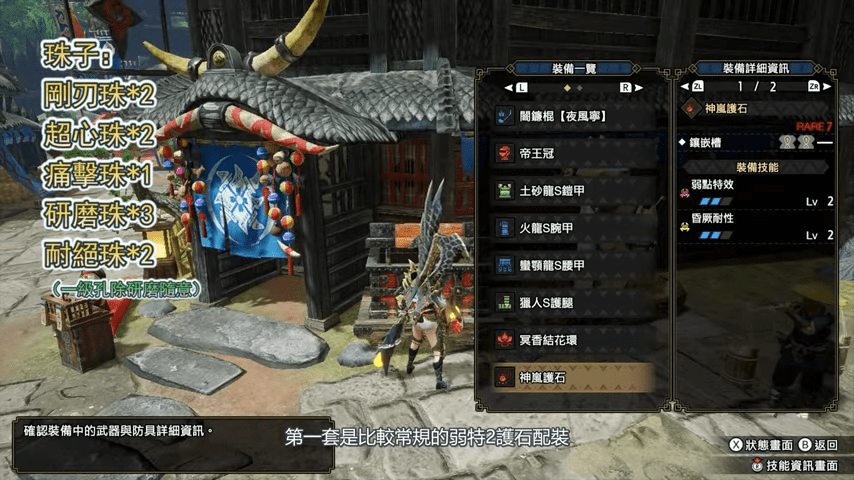 珠子：
剛刃珠*2
超心珠*2
痛擊珠*1
研磨珠*3
耐絕珠*2
（一級孔除研磨隨意）
裝備一覽
L
R
闇鐮棍【夜風寧】
帝王冠
土砂龍S鎧甲
火龍S腕甲
蠻顎龍S腰甲
獵人S護腿
冥香結花環
神嵐護石
裝備詳細資訊
ZL 1 / 2 ZR
神嵐護石
RARE 7
鑲嵌槽
裝備技能
弱點特效
Lv 2
昏厥耐性
Lv 2
確認裝備中的武器與防具詳細資訊。
第一套是比較常規的弱特2護石配裝
X 狀態畫面 B 返回
技能資訊畫面